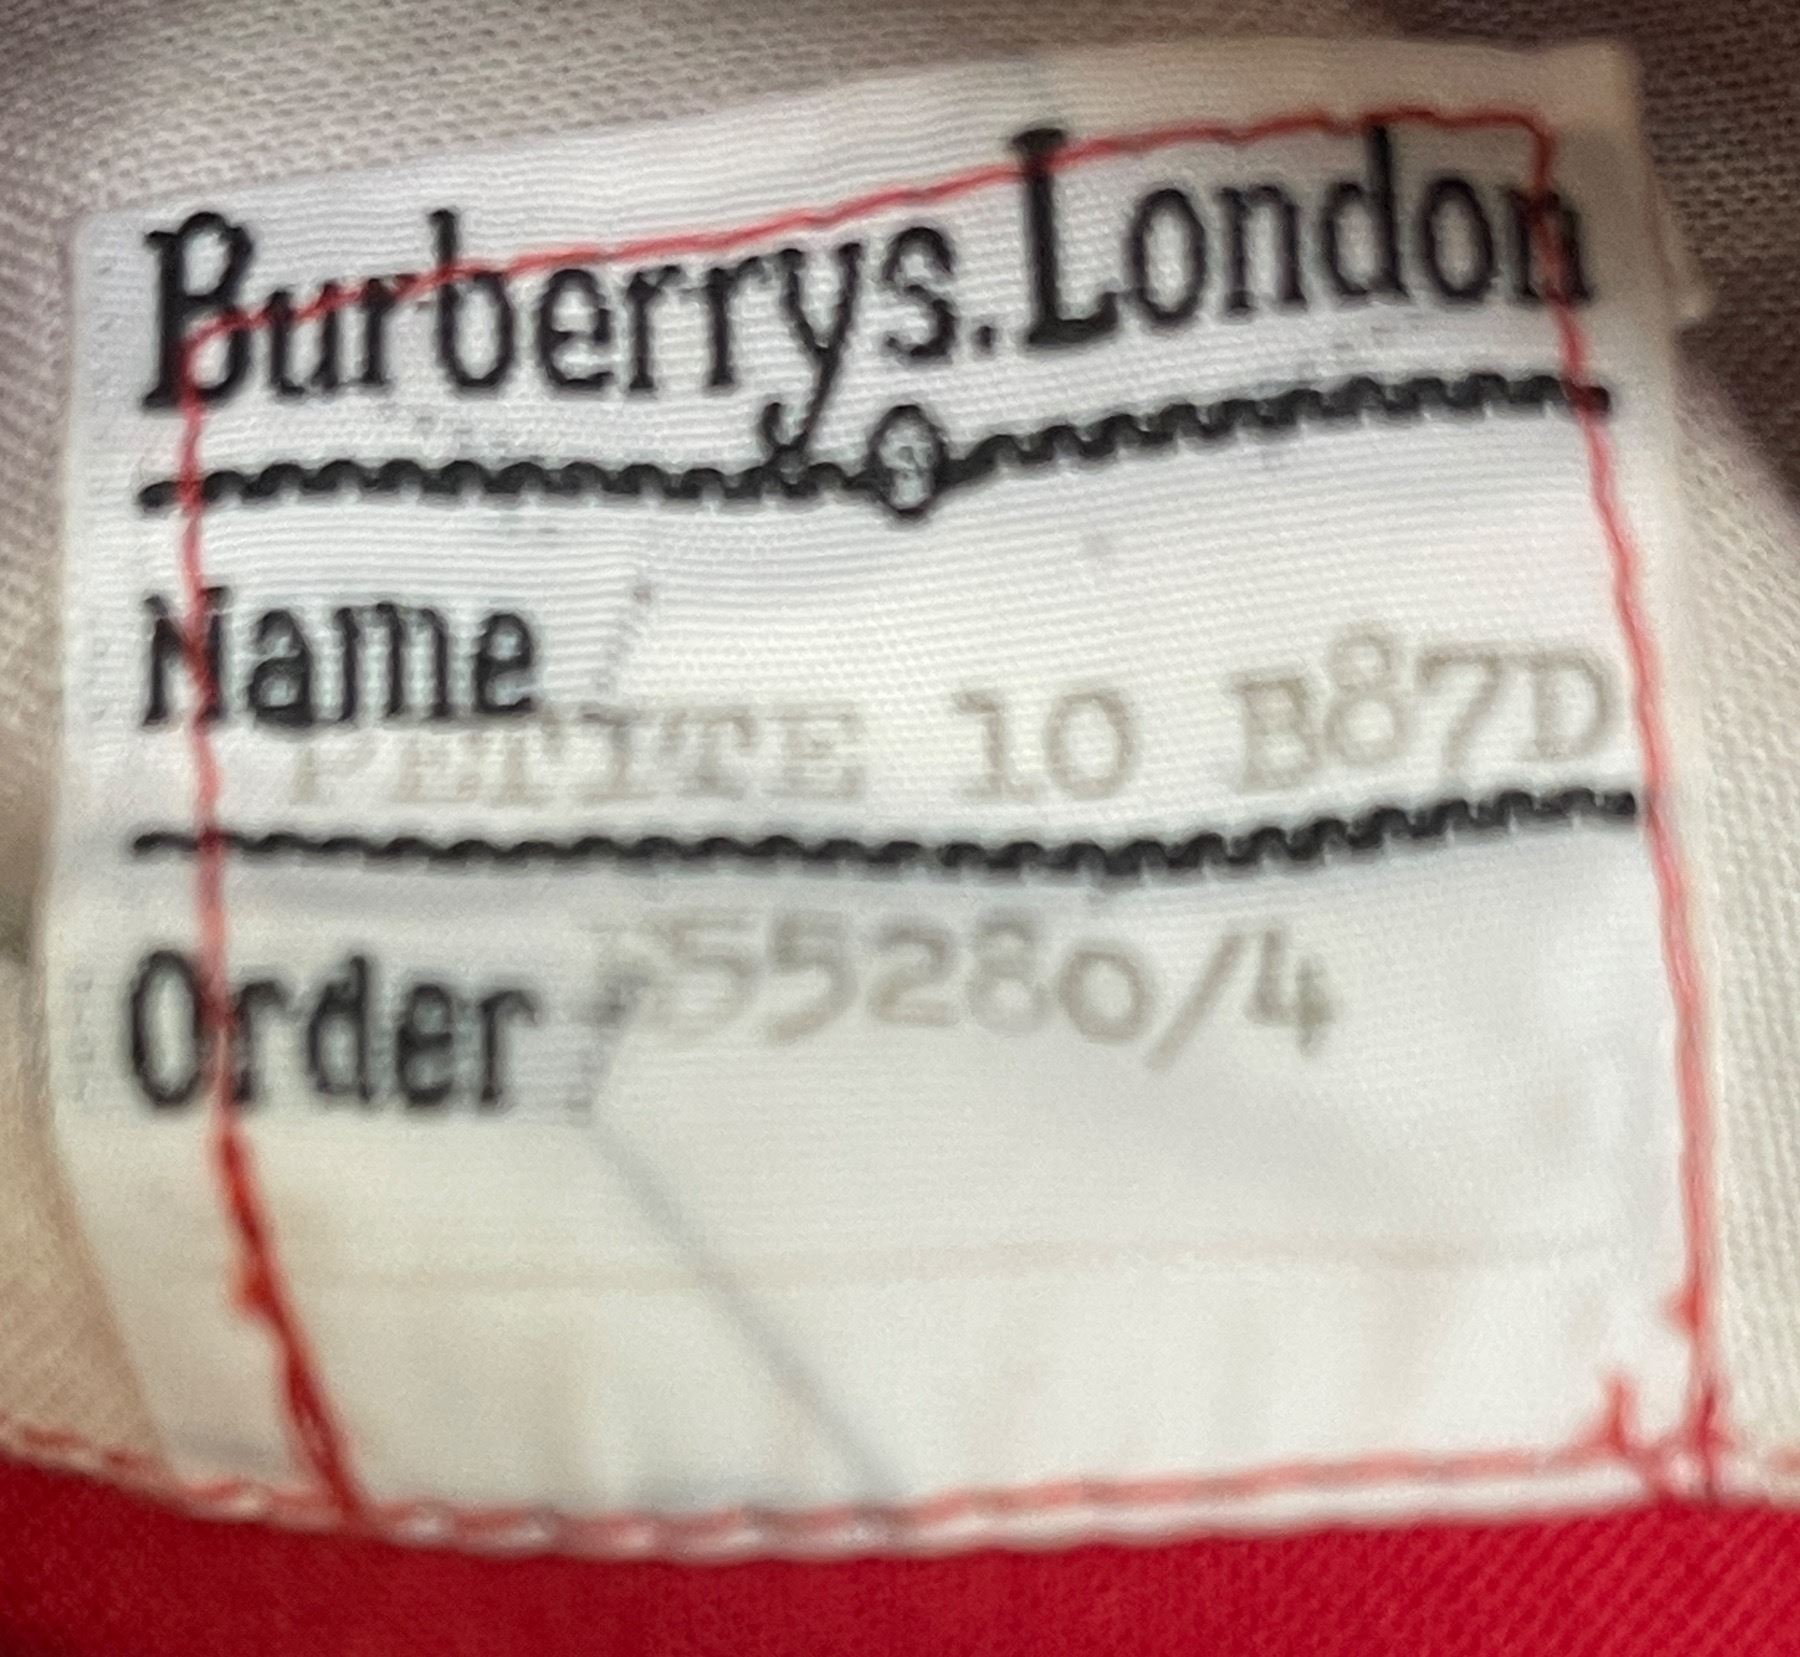 Burberrys. London
Name
PETITE 10 B87D
Order 55280/4